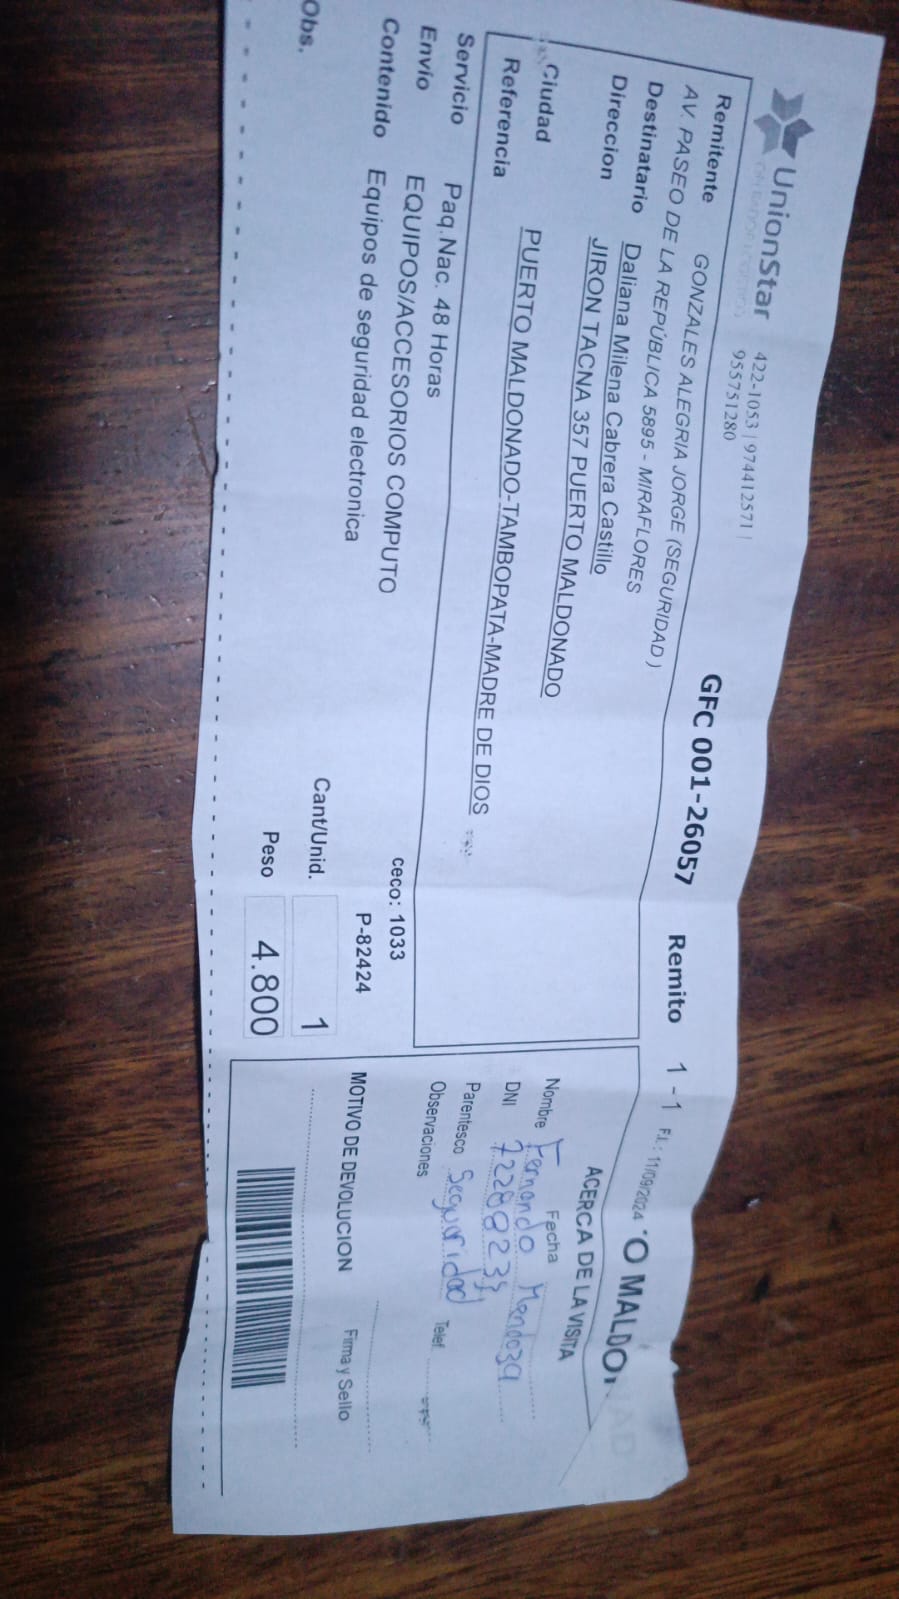 UnionStar
422-1053 | 974412571 |
955751280
GFC 001-26057 Remito 1 - 1 F.I.: 11/09/2024 O MALDONAD
Remitente GONZALES ALEGRIA JORGE (SEGURIDAD )
AV. PASEO DE LA REPÚBLICA 5895 - MIRAFLORES
Destinatario Daliana Milena Cabrera Castillo
Direccion JIRON TACNA 357 PUERTO MALDONADO
Ciudad PUERTO MALDONADO-TAMBOPATA-MADRE DE DIOS
Referencia
Servicio Paq.Nac. 48 Horas
Envío EQUIPOS/ACCESORIOS COMPUTO
Contenido Equipos de seguridad electronica
Obs.
ceco: 1033
P-82424
Cant/Unid. 1
Peso 4.800
ACERCA DE LA VISITA
Fecha
Nombre Fernando Mendoza
DNI
Parentesco Seguridad
Observaciones Telef.
MOTIVO DE DEVOLUCION Firma y Sello